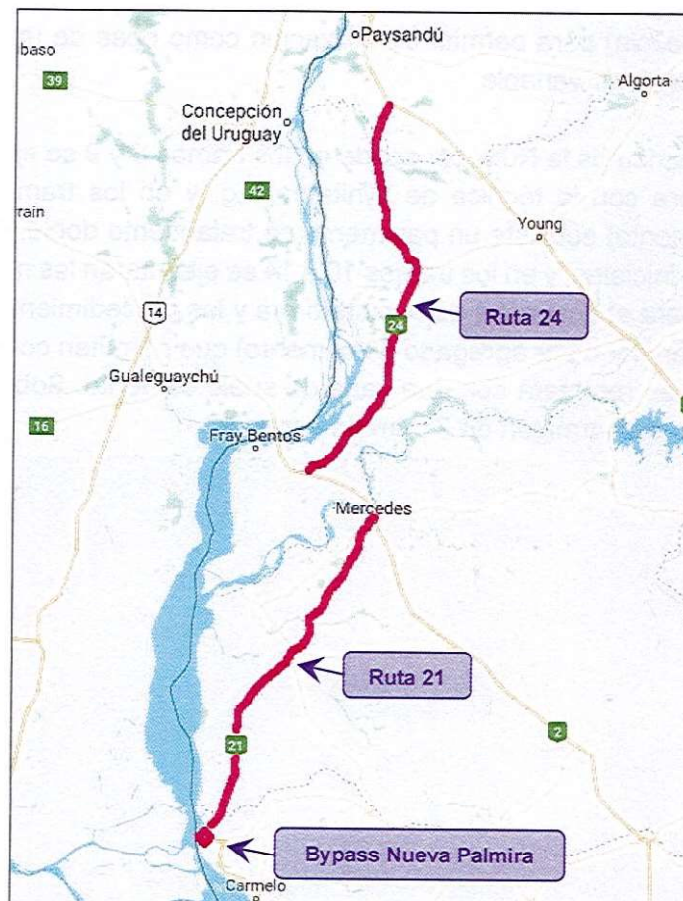 Paysandú
baso
39
Algorta
Concepción
del Uruguay
42
rraín
Young
14
Ruta 24
24
Gualeguaychú
16
Fray Bentos
Mercedes
Ruta 21
21
2
Bypass Nueva Palmira
Carmelo